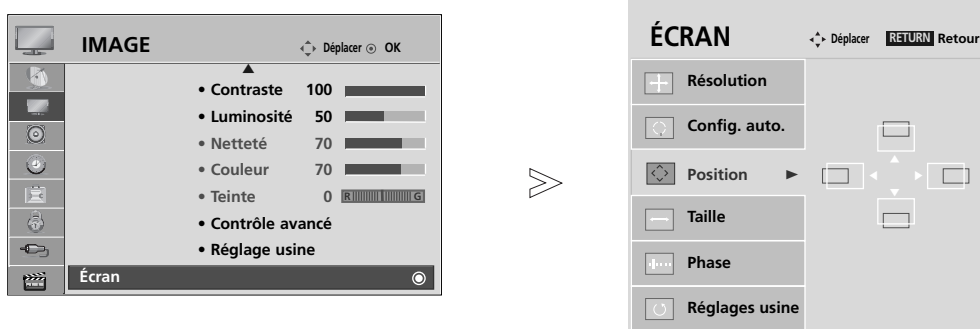 IMAGE
Déplacer OK
• Contraste 100
• Luminosité 50
• Netteté 70
• Couleur 70
• Teinte 0 R G
• Contrôle avancé
• Réglage usine
Écran
ÉCRAN
Déplacer RETURN Retour
Résolution
Config. auto.
Position
Taille
Phase
Réglages usine